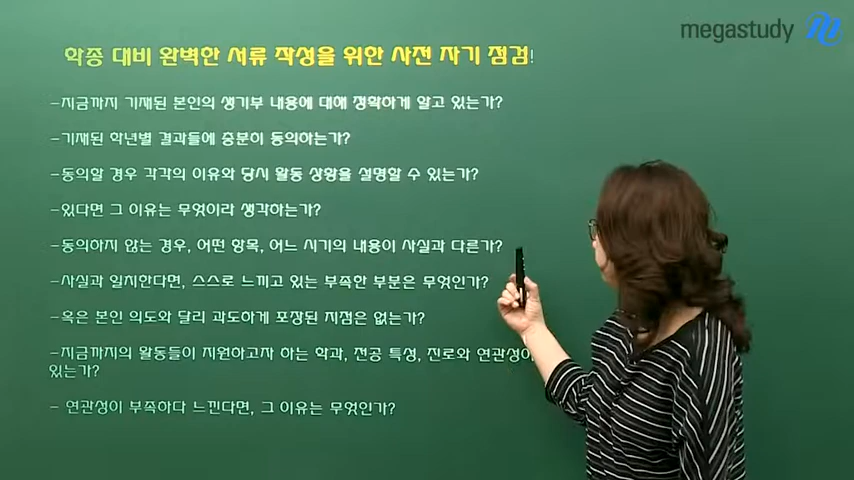 megastudy
학종 대비 완벽한 서류 작성을 위한 사전 자기 점검!
-지금까지 기재된 본인의 생기부 내용에 대해 정확하게 알고 있는가?
-기재된 학년별 결과들에 충분히 동의하는가?
-동의할 경우 각각의 이유와 당시 활동 상황을 설명할 수 있는가?
-있다면 그 이유는 무엇이라 생각하는가?
-동의하지 않는 경우, 어떤 항목, 어느 시기의 내용이 사실과 다른가?
-사실과 일치한다면, 스스로 느끼고 있는 부족한 부분은 무엇인가?
-혹은 본인 의도와 달리 과도하게 포장된 지점은 없는가?
-지금까지의 활동들이 지원하고자 하는 학과, 전공 특성, 진로와 연관성이
있는가?
- 연관성이 부족하다 느낀다면, 그 이유는 무엇인가?